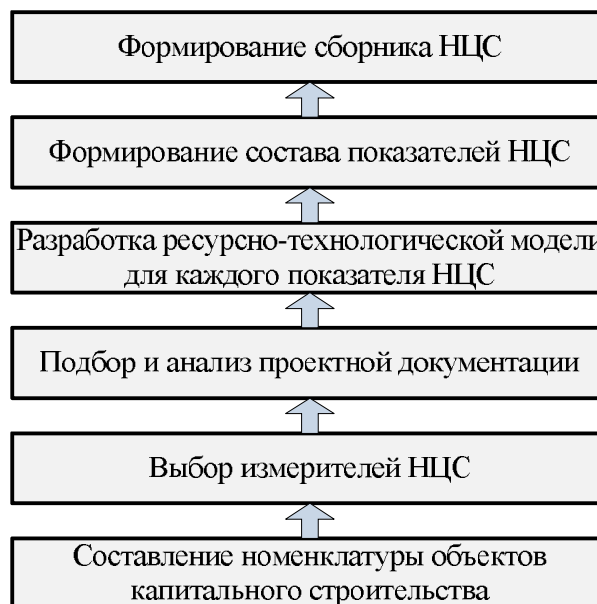 Формирование сборника НЦС
Формирование состава показателей НЦС
Разработка ресурсно-технологической модели
для каждого показателя НЦС
Подбор и анализ проектной документации
Выбор измерителей НЦС
Составление номенклатуры объектов
капитального строительства